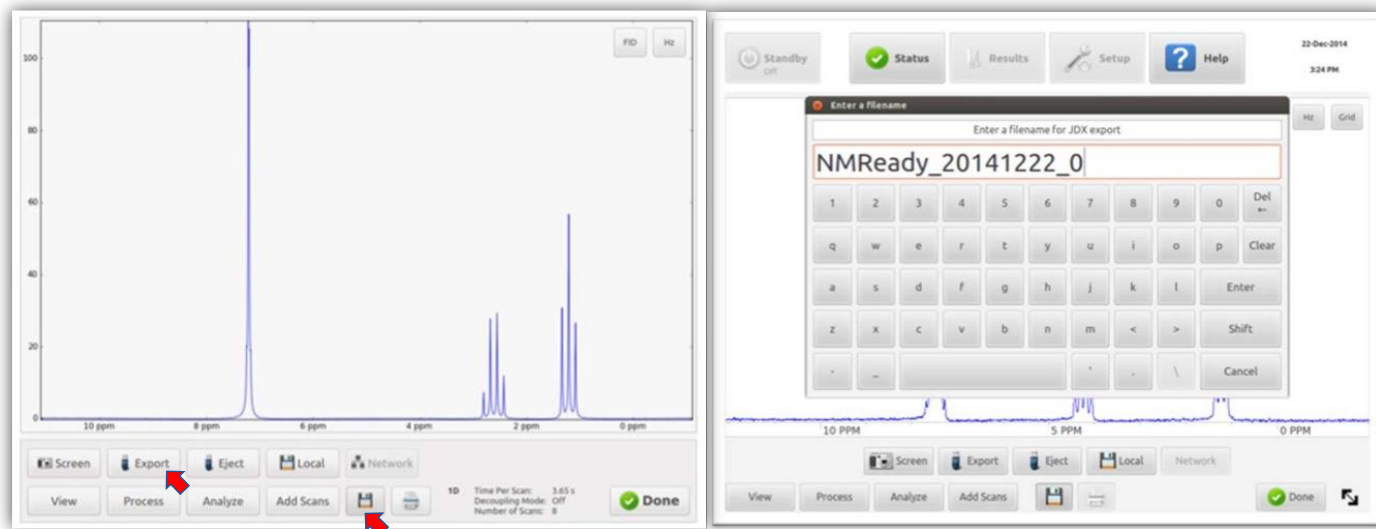 FID Hz
100
80
60
40
20
0
10 ppm 8 ppm 6 ppm 4 ppm 2 ppm 0 ppm
Screen Export Eject Local Network
View Process Analyze Add Scans
1D Time Per Scan: 3.65 s
Decoupling Mode: Off
Number of Scans: 8
Done
Standby
Off
Status Results Setup ? Help
22-Dec-2014
3:24 PM
Enter a filename
Hz Grid
Enter a filename for JDX export
NMReady_20141222_0
1 2 3 4 5 6 7 8 9 0 Del
←
q w e r t y u i o p Clear
a s d f g h j k l Enter
z x c v b n m < > Shift
- _ ' . \ Cancel
10 PPM 5 PPM 0 PPM
Screen Export Eject Local Network
View Process Analyze Add Scans Done